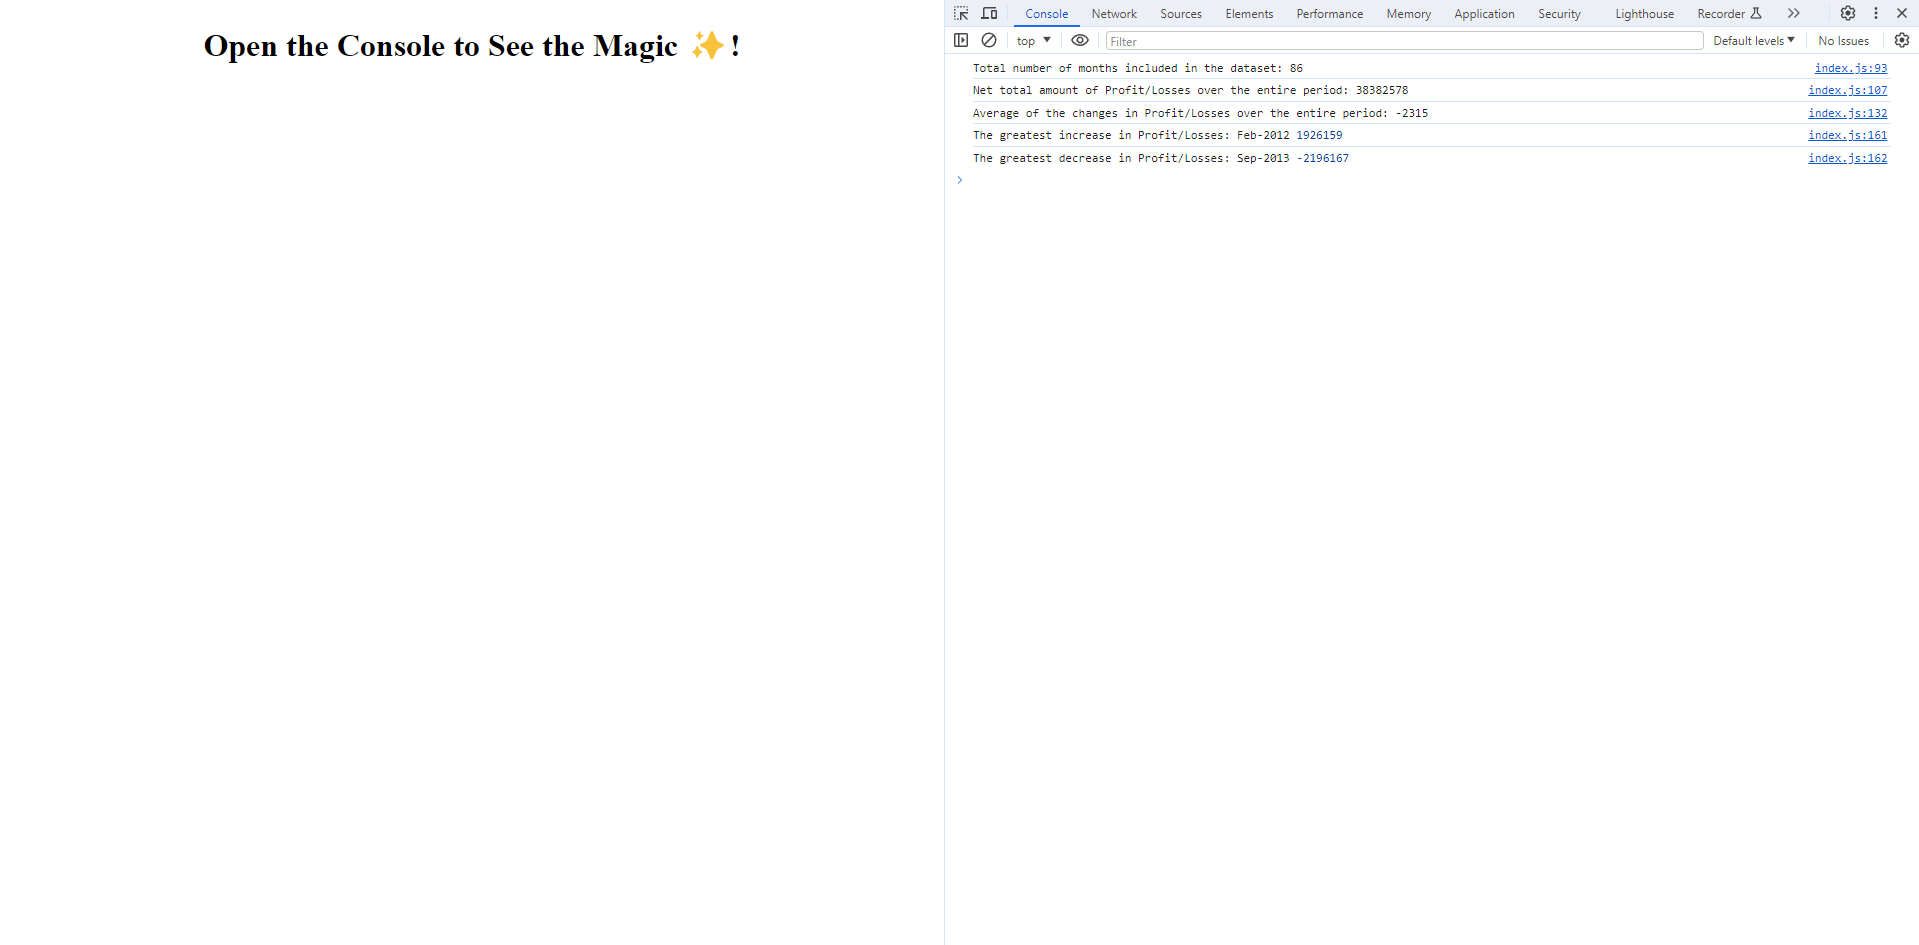 Open the Console to See the Magic ✨!
Console Network Sources Elements Performance Memory Application Security Lighthouse Recorder
top Filter Default levels No Issues
Total number of months included in the dataset: 86 index.js:93
Net total amount of Profit/Losses over the entire period: 38382578 index.js:107
Average of the changes in Profit/Losses over the entire period: -2315 index.js:132
The greatest increase in Profit/Losses: Feb-2012 1926159 index.js:161
The greatest decrease in Profit/Losses: Sep-2013 -2196167 index.js:162